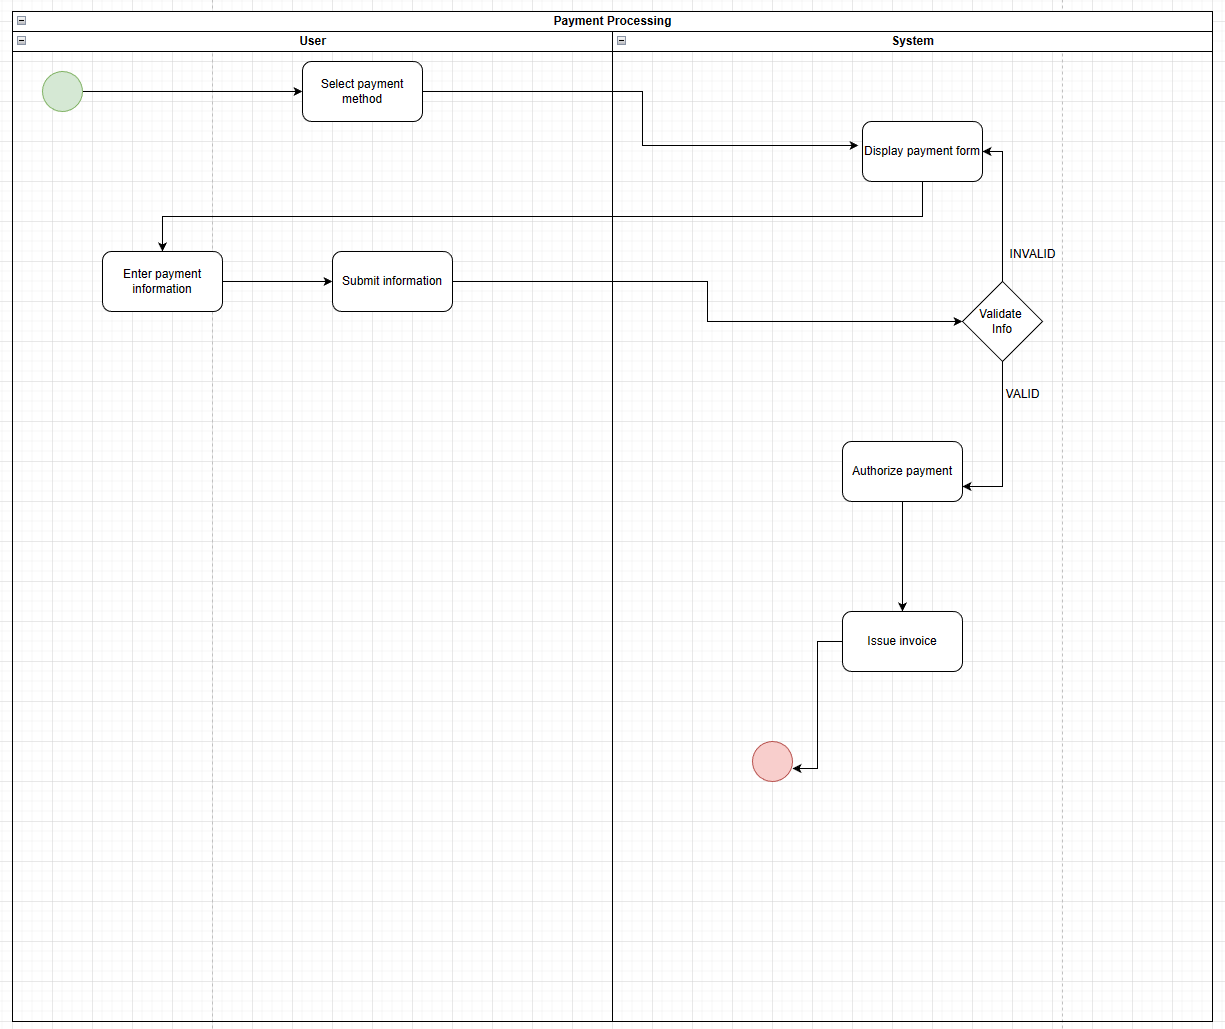 Payment Processing
User
System
Select payment
method
Display payment form
INVALID
Enter payment
information
Submit information
Validate
Info
VALID
Authorize payment
Issue invoice